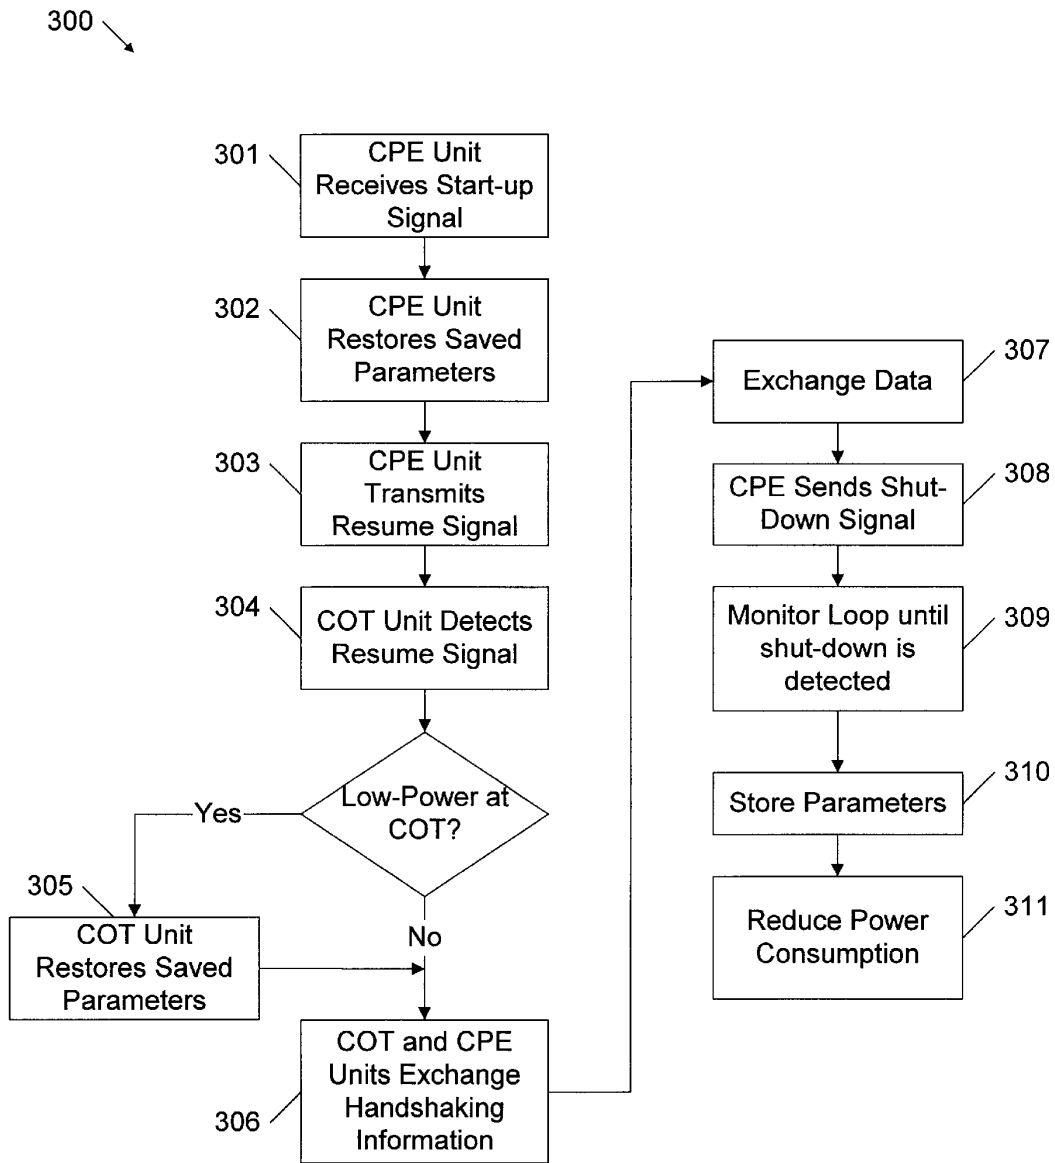 300
301
CPE Unit
Receives Start-up
Signal
302
CPE Unit
Restores Saved
Parameters
303
CPE Unit
Transmits
Resume Signal
304
COT Unit Detects
Resume Signal
Low-Power at
COT?
Yes
No
305
COT Unit
Restores Saved
Parameters
306
COT and CPE
Units Exchange
Handshaking
Information
307
Exchange Data
308
CPE Sends Shut-
Down Signal
309
Monitor Loop until
shut-down is
detected
310
Store Parameters
311
Reduce Power
Consumption